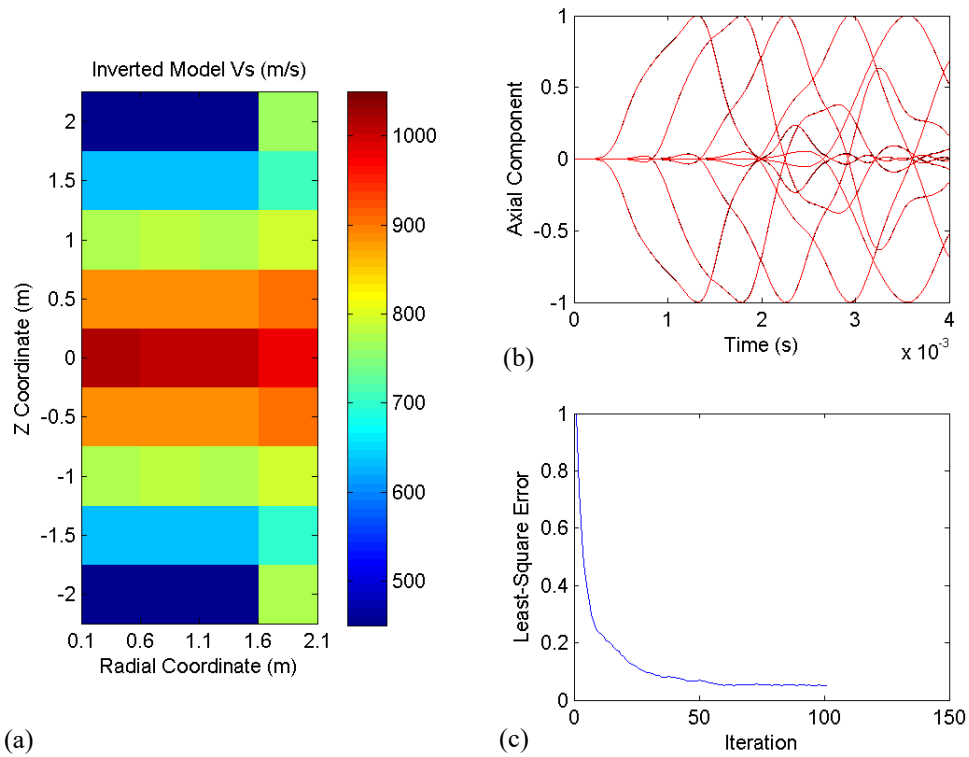 Inverted Model Vs (m/s)
2
1.5
1
0.5
0
-0.5
-1
-1.5
-2
Z Coordinate (m)
0.1 0.6 1.1 1.6 2.1
Radial Coordinate (m)
1000
900
800
700
600
500
(a)
1
0.5
0
-0.5
-1
Axial Component
0 1 2 3 4
Time (s)
x 10-3
(b)
1
0.8
0.6
0.4
0.2
0
Least-Square Error
0 50 100 150
Iteration
(c)